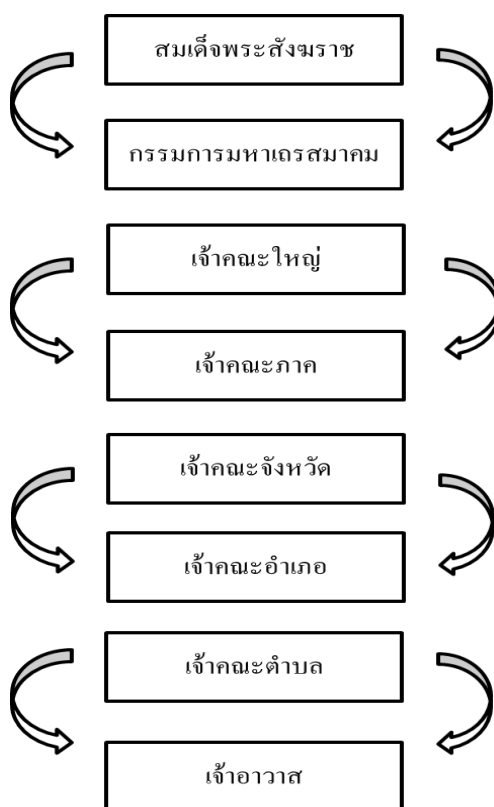 สมเด็จพระสังฆราช
กรรมการมหาเถรสมาคม
เจ้าคณะใหญ่
เจ้าคณะภาค
เจ้าคณะจังหวัด
เจ้าคณะอำเภอ
เจ้าคณะตำบล
เจ้าอาวาส